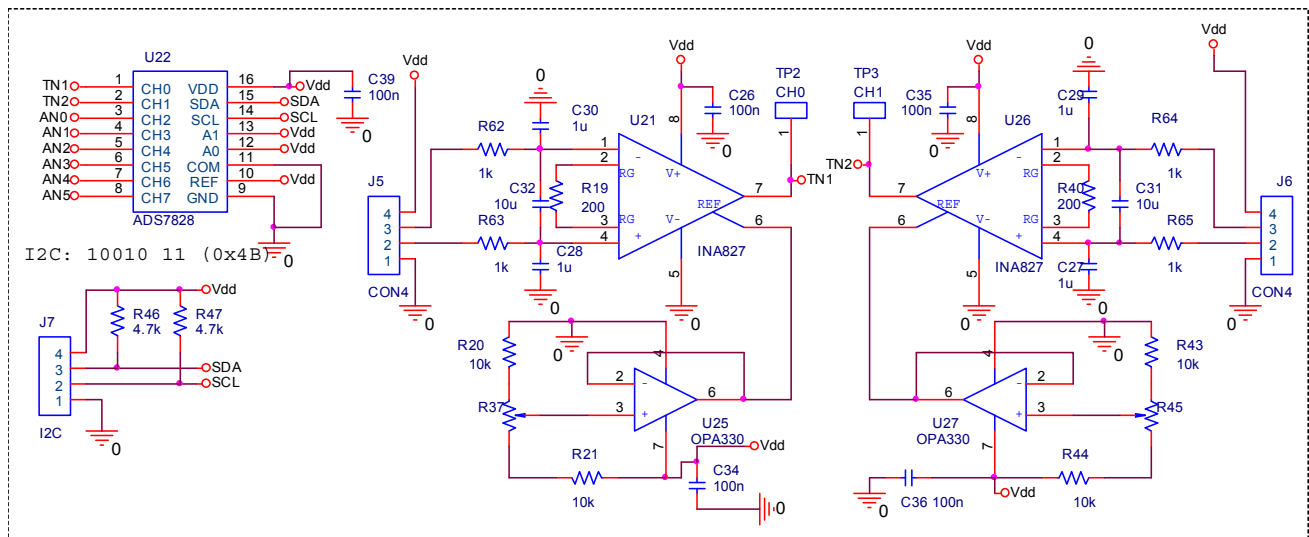 U22
TN1 1 CH0 VDD 16 Vdd
TN2 2 CH1 SDA 15 SDA
AN0 3 CH2 SCL 14 SCL
AN1 4 CH3 A1 13 Vdd
AN2 5 CH4 A0 12 Vdd
AN3 6 CH5 COM 11
AN4 7 CH6 REF 10 Vdd
AN5 8 CH7 GND 9
ADS7828
C39
100n
0
0
I2C: 10010 11 (0x4B)
J7
4
3
2
1
I2C
R46
4.7k
R47
4.7k
Vdd
SDA
SCL
0
Vdd
J5
4
3
2
1
CON4
0
R62
1k
R63
1k
0
C30
1u
C32
10u
C28
1u
0
R19
200
U21
1
2
3
4
-
RG
RG
+
V+
V-
REF
8
7
6
5
INA827
0
Vdd
C26
100n
0
TP2
CH0
1
TN1
R20
10k
R37
R21
10k
0
4
2
-
3
+
6
7
U25
OPA330
Vdd
C34
100n
0
TP3
CH1
1
TN2
Vdd
C35
100n
0
U26
8
7
6
5
REF
V+
V-
-
RG
RG
+
1
2
3
4
INA827
0
R40
200
0
C29
1u
C31
10u
C27
1u
0
R64
1k
R65
1k
Vdd
J6
4
3
2
1
CON4
0
R43
10k
R45
R44
10k
0
4
2
-
3
+
6
7
U27
OPA330
Vdd
C36 100n
0